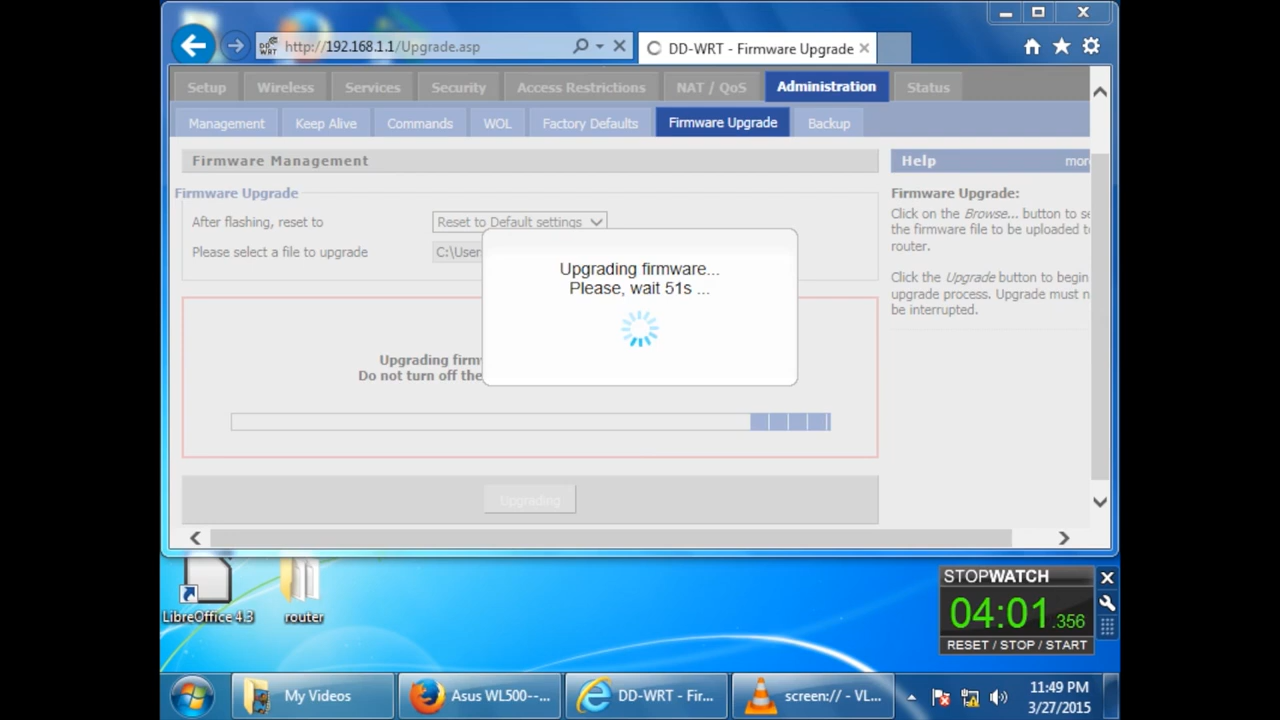 DD-WRT
http://192.168.1.1/Upgrade.asp
DD-WRT - Firmware Upgrade
Setup Wireless Services Security Access Restrictions NAT / QoS Administration Status
Management Keep Alive Commands WOL Factory Defaults Firmware Upgrade Backup
Firmware Management
Firmware Upgrade
After flashing, reset to Reset to Default settings
Please select a file to upgrade C:\User
Upgrading firmware...
Please, wait 51s ...
Upgrading firm
Do not turn off the
Upgrading
Help mor
Firmware Upgrade:
Click on the Browse... button to se
the firmware file to be uploaded t
router.
Click the Upgrade button to begin
upgrade process. Upgrade must n
be interrupted.
LibreOffice 4.3
router
STOPWATCH
04:01.356
RESET / STOP / START
My Videos
Asus WL500--...
DD-WRT - Fir...
screen:// - VL...
11:49 PM
3/27/2015